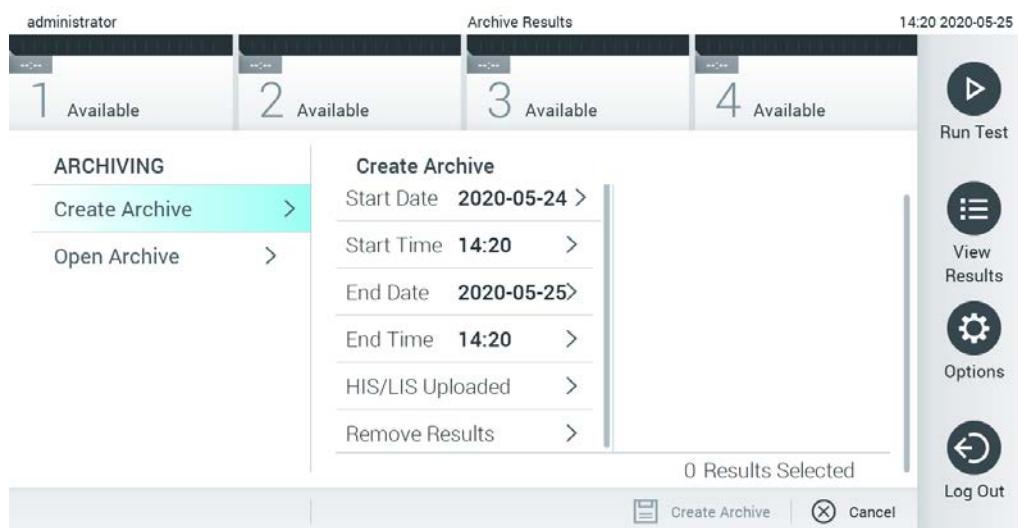 administrator
Archive Results
14:20 2020-05-25
--:--
--:--
--:--
--:--
1 Available
2 Available
3 Available
4 Available
Run Test
View
Results
Options
Log Out
ARCHIVING
Create Archive
Open Archive
Create Archive
Start Date 2020-05-24
Start Time 14:20
End Date 2020-05-25
End Time 14:20
HIS/LIS Uploaded
Remove Results
0 Results Selected
Create Archive
Cancel